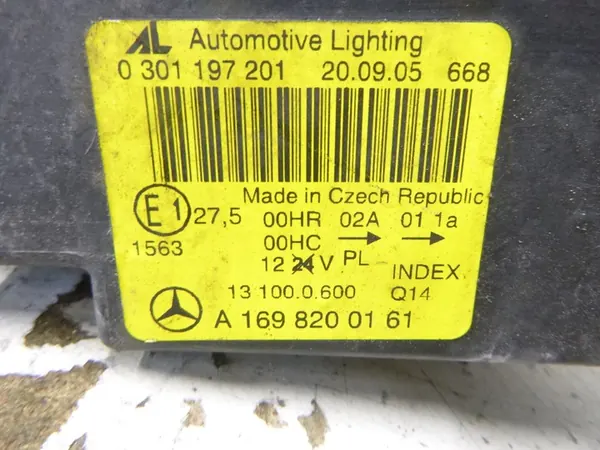 AL Automotive Lighting
0 301 197 201 20.09.05 668
Made in Czech Republic
E1 27,5 00HR 02A 01 1a
1563 00HC → →
12 24 V PL INDEX
13 100.0.600 Q14
A 169 820 01 61